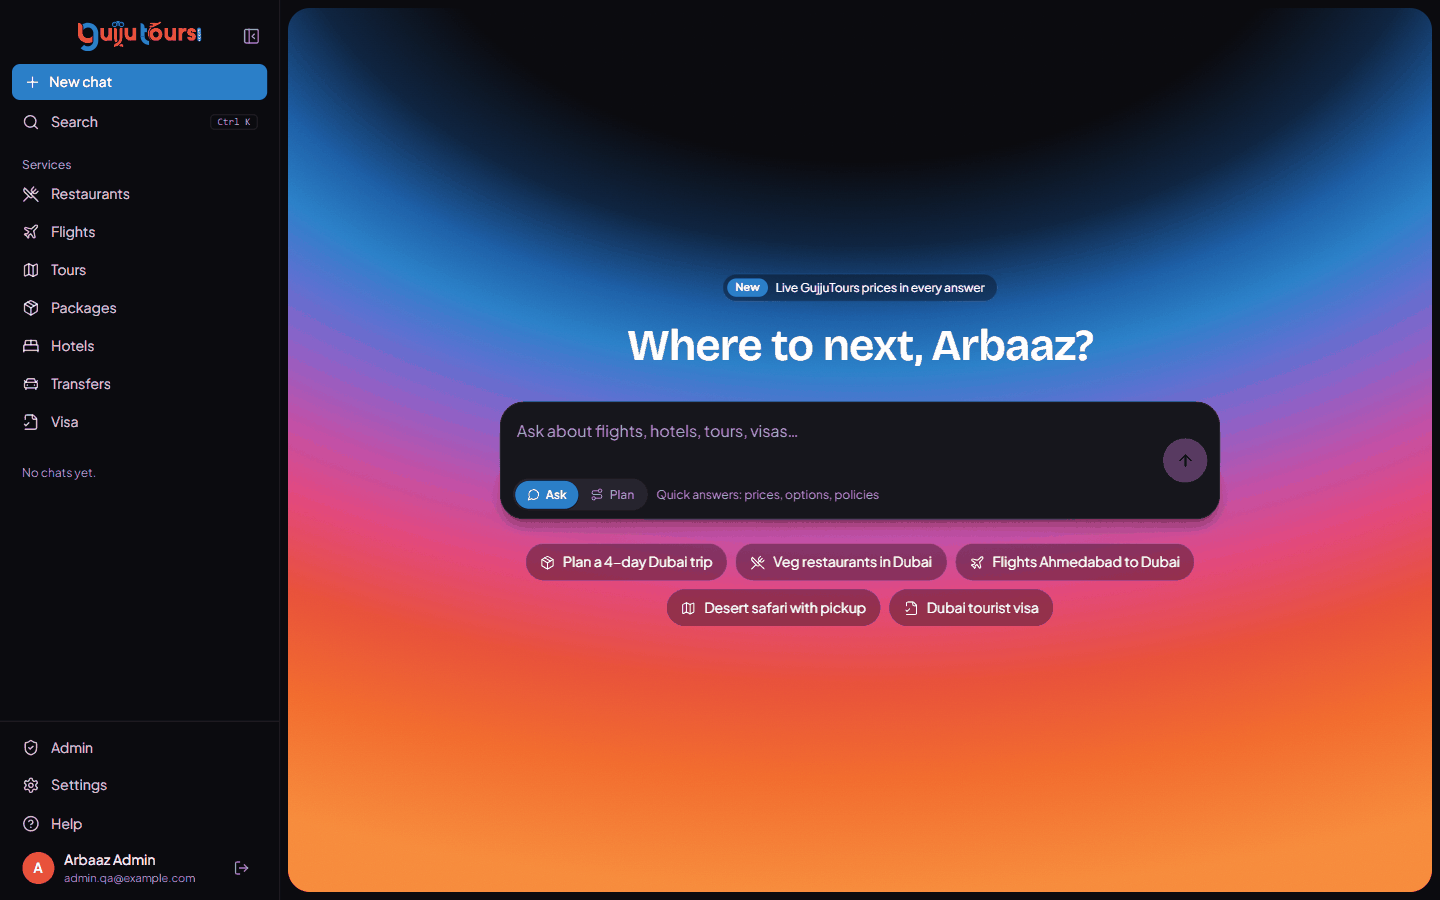 gujju tours
New chat
Search
Ctrl K
Services
Restaurants
Flights
Tours
Packages
Hotels
Transfers
Visa
No chats yet.
Admin
Settings
Help
A
Arbaaz Admin
admin.qa@example.com
New Live GujjuTours prices in every answer
Where to next, Arbaaz?
Ask about flights, hotels, tours, visas...
Ask Plan Quick answers: prices, options, policies
Plan a 4-day Dubai trip
Veg restaurants in Dubai
Flights Ahmedabad to Dubai
Desert safari with pickup
Dubai tourist visa